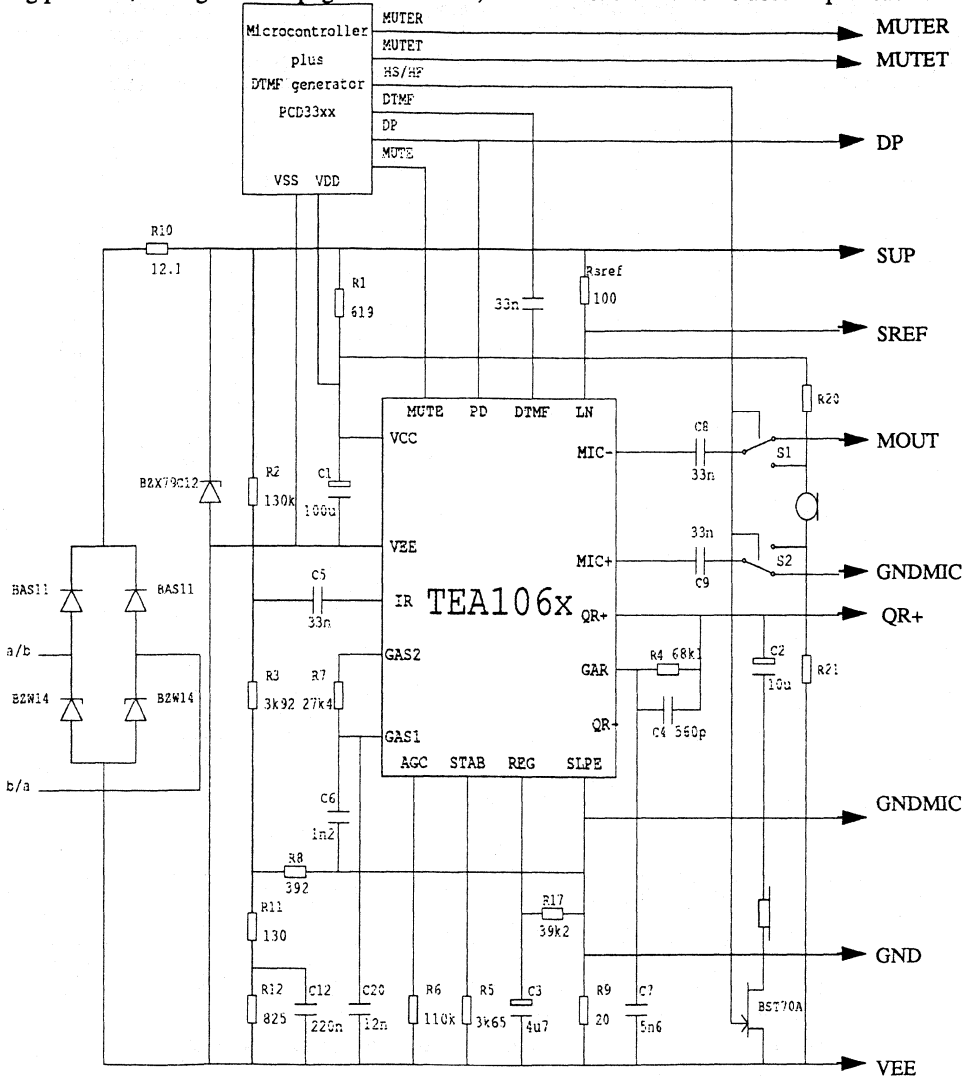 MUTER
MUTER
Microcontroller
plus
DTMF generator
PCD33xx
MUTET
MUTET
HS/HF
DTMF
DP
DP
MUTE
VSS VDD
R10
12.1
SUP
R1
619
33n
Rsref
100
SREF
MUTE PD DTMF LN
R20
VCC
C8
MOUT
MIC-
S1
33n
R2
130k
BZX79C12
C1
100u
33n
VEE
MIC+
S2
C9
GNDMIC
BAS11
BAS11
C5
IR
TEA106x
QR+
QR+
33n
a/b
GAS2
R4 68k1
C2
10u
R21
GAR
BZW14
BZW14
R3
3k92
R7
27k4
QR-
C4 560p
GAS1
AGC STAB REG SLPE
b/a
C6
1n2
GNDMIC
R8
392
R17
39k2
R11
130
GND
R12
825
C12
220n
C20
12n
R6
110k
R5
3k65
C3
4u7
R9
20
C7
5n6
BST70A
VEE